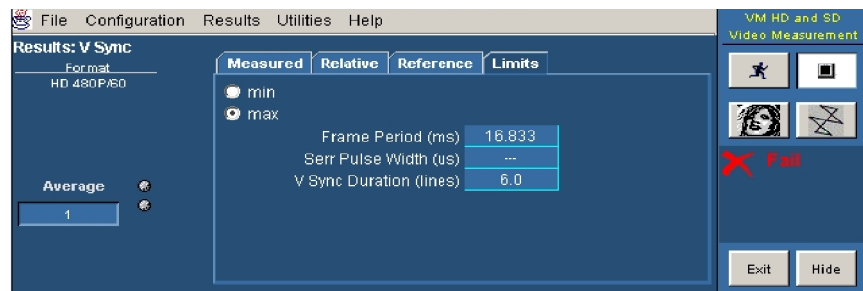 File Configuration Results Utilities Help
VM HD and SD
Video Measurement
Results: V Sync
Format
HD 480P/60
Measured Relative Reference Limits
min
max
Frame Period (ms) 16.833
Serr Pulse Width (us) ---
V Sync Duration (lines) 6.0
Average
1
Fail
Exit Hide